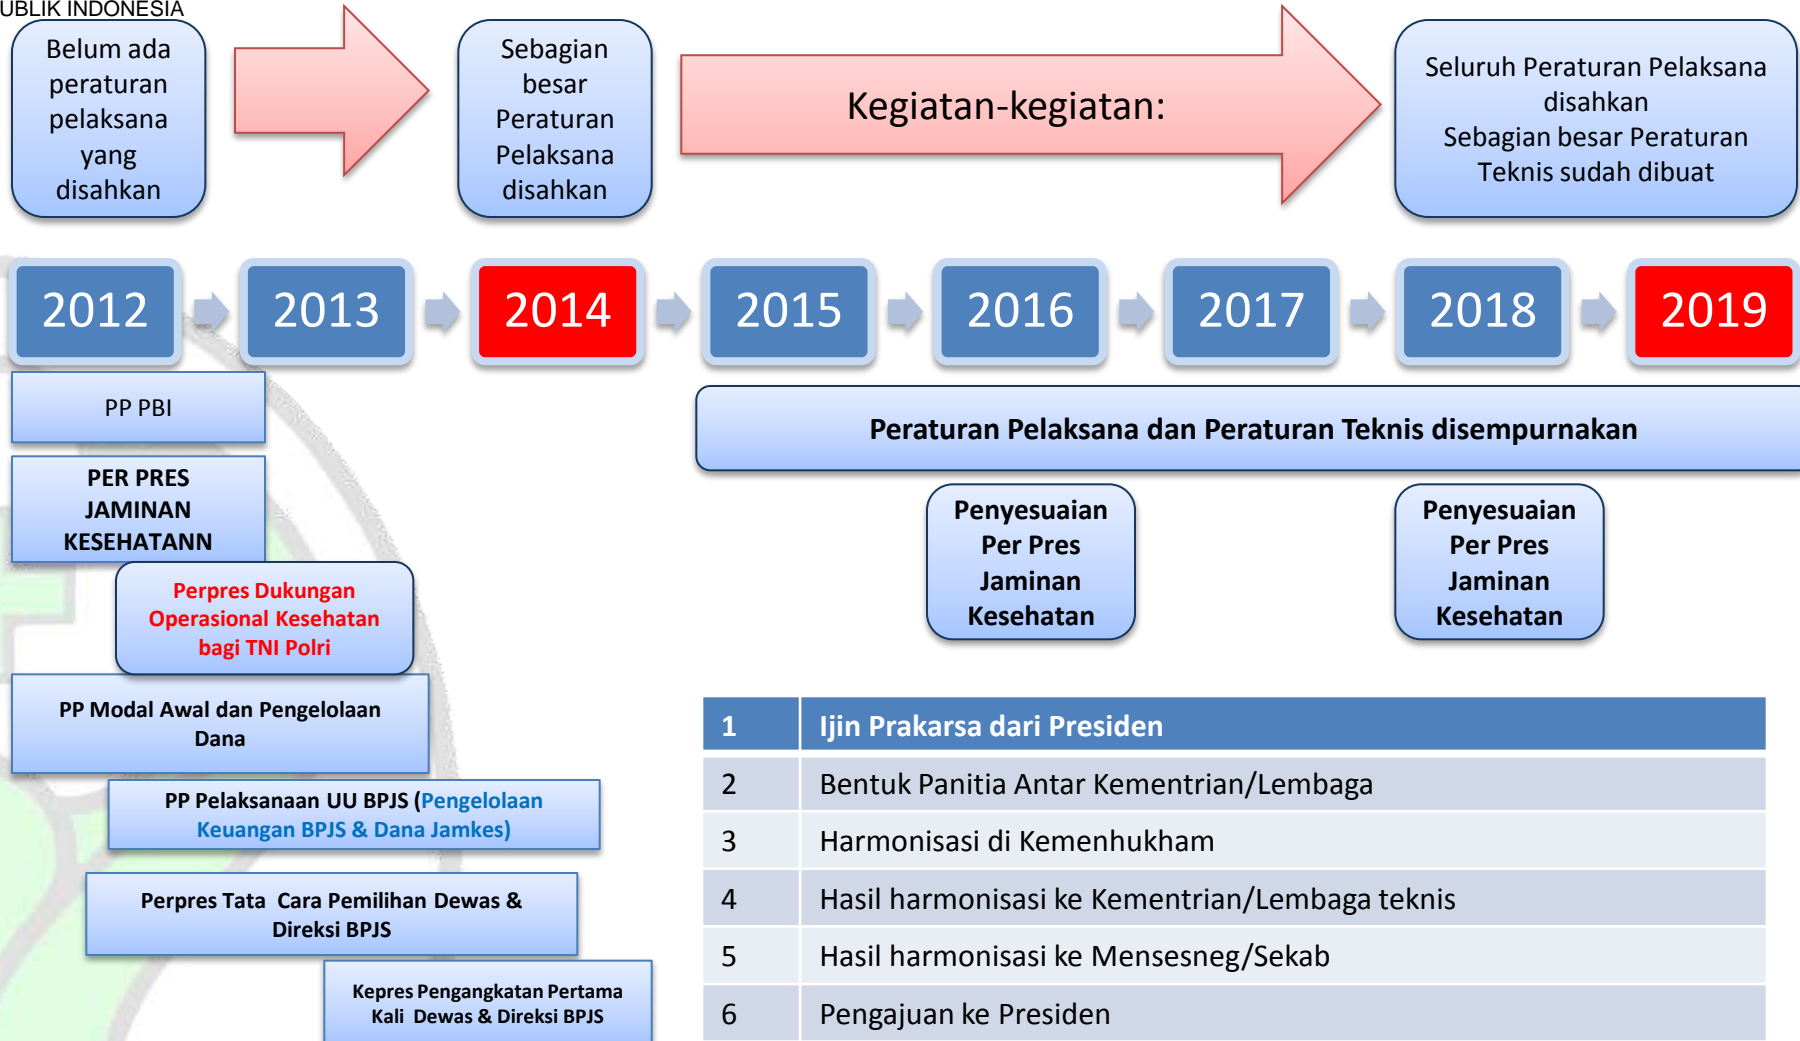 UBLIK INDONESIA
Belum ada
peraturan
pelaksana
yang
disahkan
Sebagian
besar
Peraturan
Pelaksana
disahkan
Kegiatan-kegiatan:
Seluruh Peraturan Pelaksana
disahkan
Sebagian besar Peraturan
Teknis sudah dibuat
2012
2013
2014
2015
2016
2017
2018
2019
PP PBI
PER PRES
JAMINAN
KESEHATANN
Perpres Dukungan
Operasional Kesehatan
bagi TNI Polri
PP Modal Awal dan Pengelolaan
Dana
PP Pelaksanaan UU BPJS (Pengelolaan
Keuangan BPJS & Dana Jamkes)
Perpres Tata Cara Pemilihan Dewas &
Direksi BPJS
Kepres Pengangkatan Pertama
Kali Dewas & Direksi BPJS
Peraturan Pelaksana dan Peraturan Teknis disempurnakan
Penyesuaian
Per Pres
Jaminan
Kesehatan
Penyesuaian
Per Pres
Jaminan
Kesehatan
1 Ijin Prakarsa dari Presiden
2 Bentuk Panitia Antar Kementrian/Lembaga
3 Harmonisasi di Kemenhukham
4 Hasil harmonisasi ke Kementrian/Lembaga teknis
5 Hasil harmonisasi ke Mensesneg/Sekab
6 Pengajuan ke Presiden